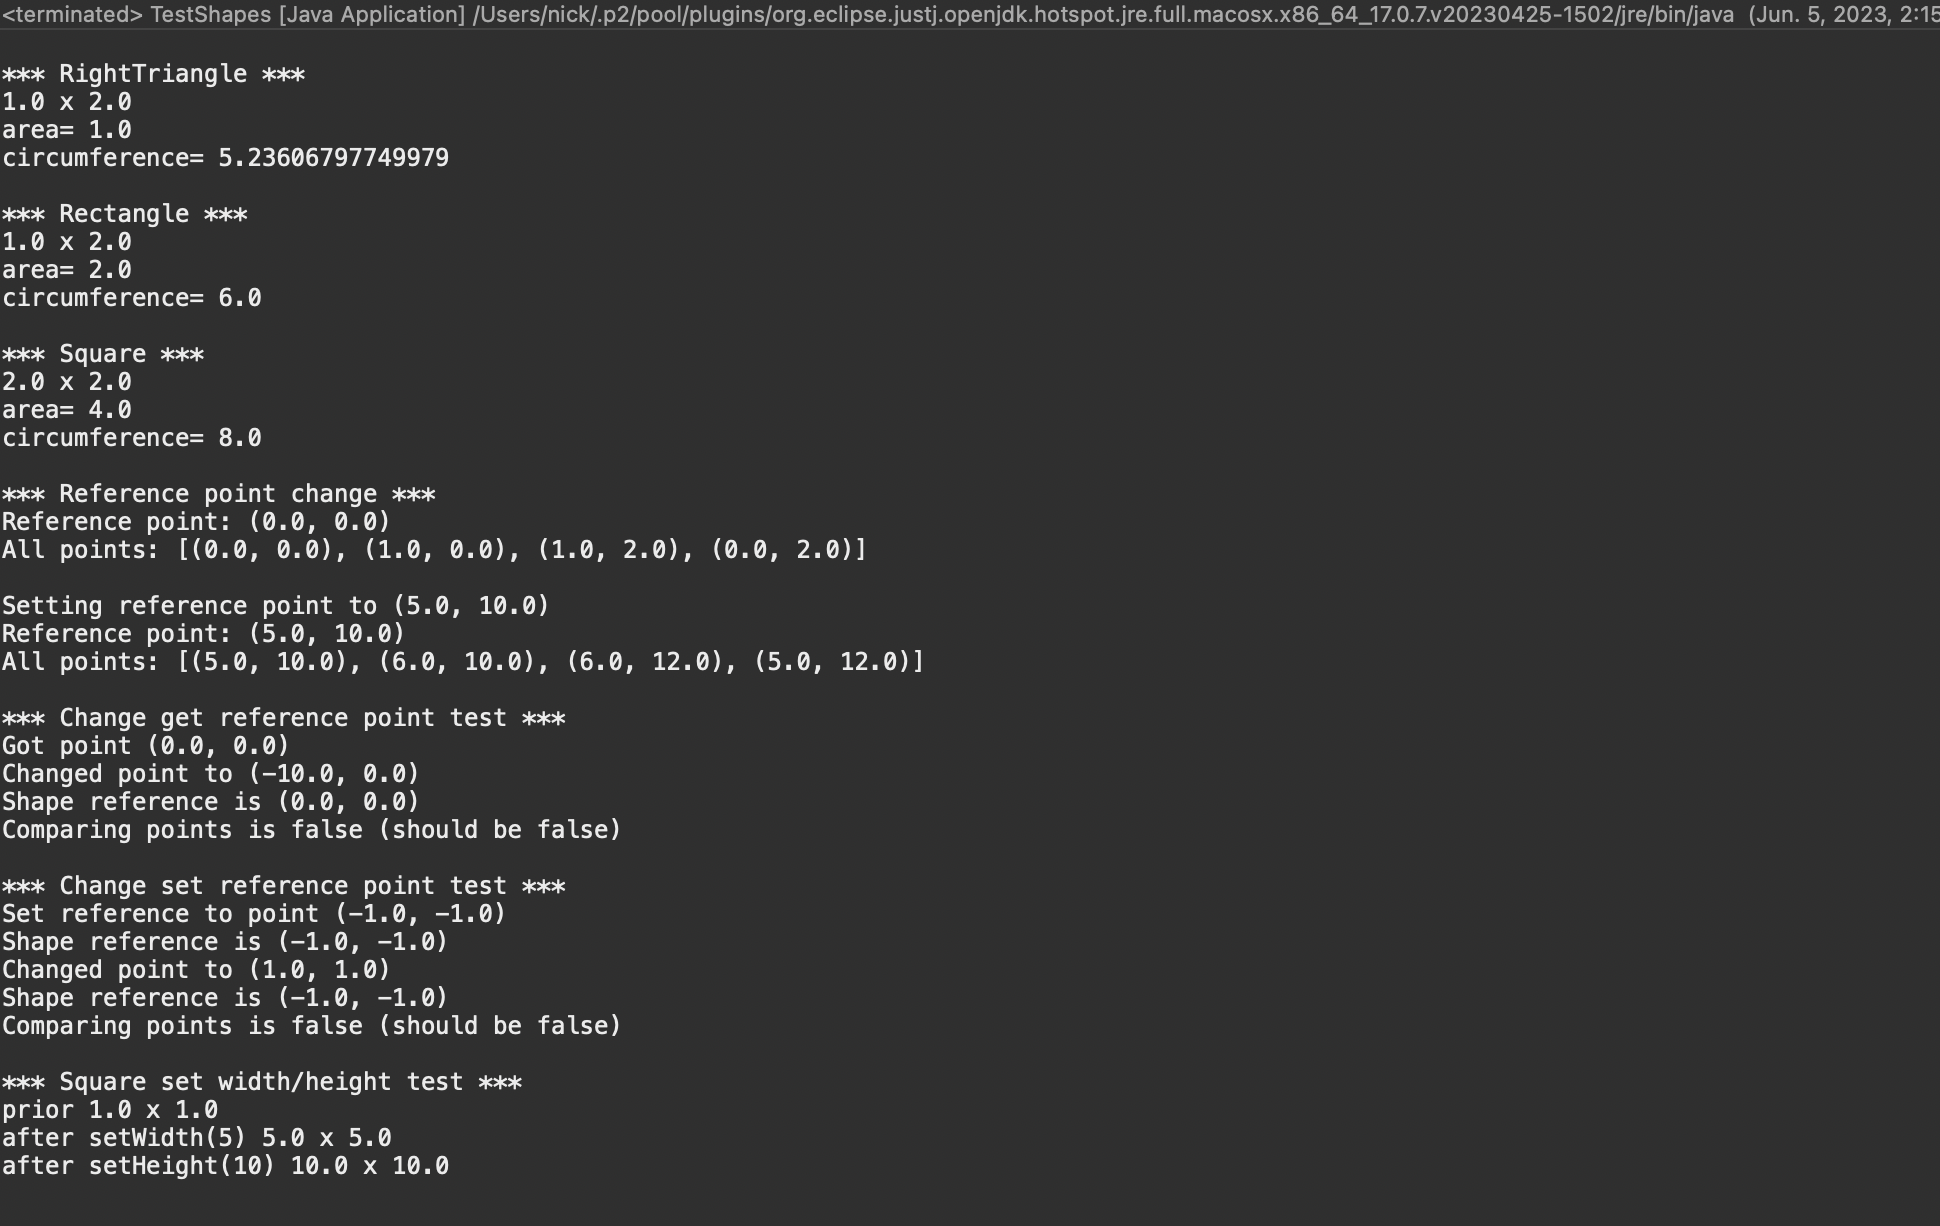 <terminated> TestShapes [Java Application] /Users/nick/.p2/pool/plugins/org.eclipse.justj.openjdk.hotspot.jre.full.macosx.x86_64_17.0.7.v20230425-1502/jre/bin/java (Jun. 5, 2023, 2:15
*** RightTriangle ***
1.0 x 2.0
area= 1.0
circumference= 5.23606797749979
*** Rectangle ***
1.0 x 2.0
area= 2.0
circumference= 6.0
*** Square ***
2.0 x 2.0
area= 4.0
circumference= 8.0
*** Reference point change ***
Reference point: (0.0, 0.0)
All points: [(0.0, 0.0), (1.0, 0.0), (1.0, 2.0), (0.0, 2.0)]
Setting reference point to (5.0, 10.0)
Reference point: (5.0, 10.0)
All points: [(5.0, 10.0), (6.0, 10.0), (6.0, 12.0), (5.0, 12.0)]
*** Change get reference point test ***
Got point (0.0, 0.0)
Changed point to (-10.0, 0.0)
Shape reference is (0.0, 0.0)
Comparing points is false (should be false)
*** Change set reference point test ***
Set reference to point (-1.0, -1.0)
Shape reference is (-1.0, -1.0)
Changed point to (1.0, 1.0)
Shape reference is (-1.0, -1.0)
Comparing points is false (should be false)
*** Square set width/height test ***
prior 1.0 x 1.0
after setWidth(5) 5.0 x 5.0
after setHeight(10) 10.0 x 10.0